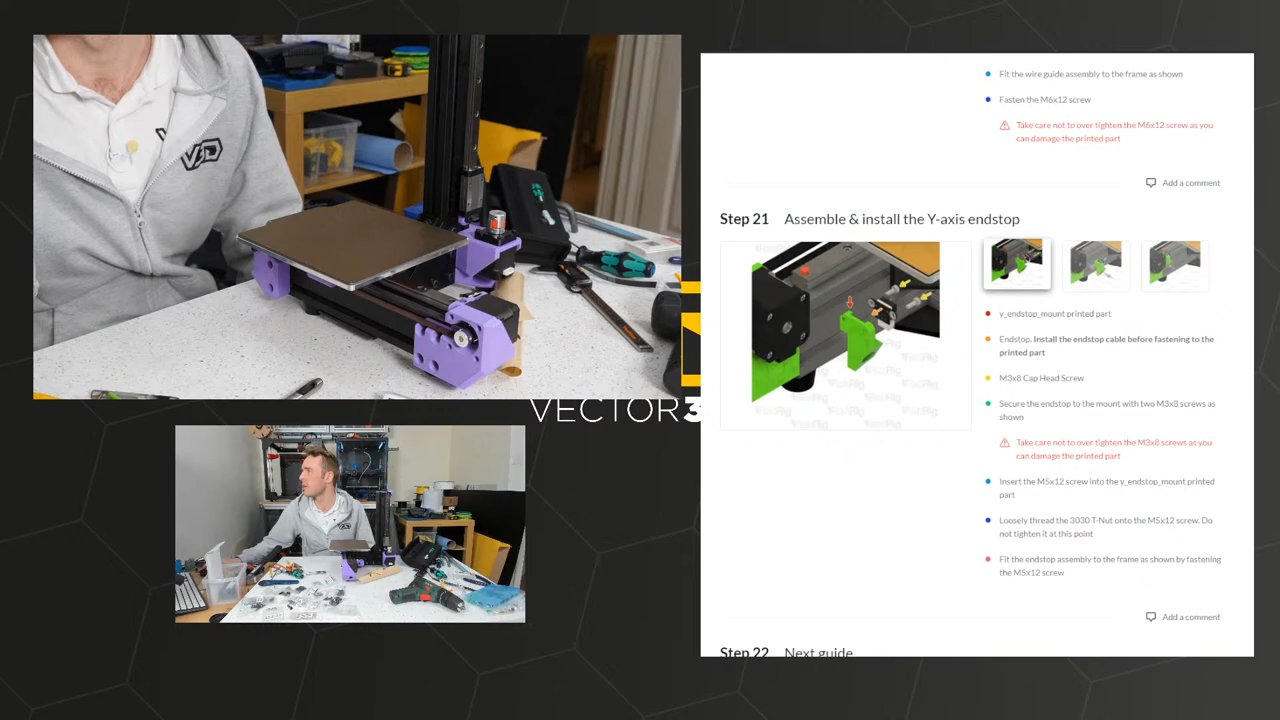 Fit the wire guide assembly to the frame as shown
Fasten the M6x12 screw
Take care not to over tighten the M6x12 screw as you
can damage the printed part
Add a comment
Step 21 Assemble & install the Y-axis endstop
y_endstop_mount printed part
Endstop. Install the endstop cable before fastening to the
printed part
M3x8 Cap Head Screw
Secure the endstop to the mount with two M3x8 screws as
shown
Take care not to over tighten the M3x8 screws as you
can damage the printed part
Insert the M5x12 screw into the y_endstop_mount printed
part
Loosely thread the 3030 T-Nut onto the M5x12 screw. Do
not tighten it at this point
Fit the endstop assembly to the frame as shown by fastening
the M5x12 screw
Add a comment
Step 22 Next guide
VECTOR3
V3D